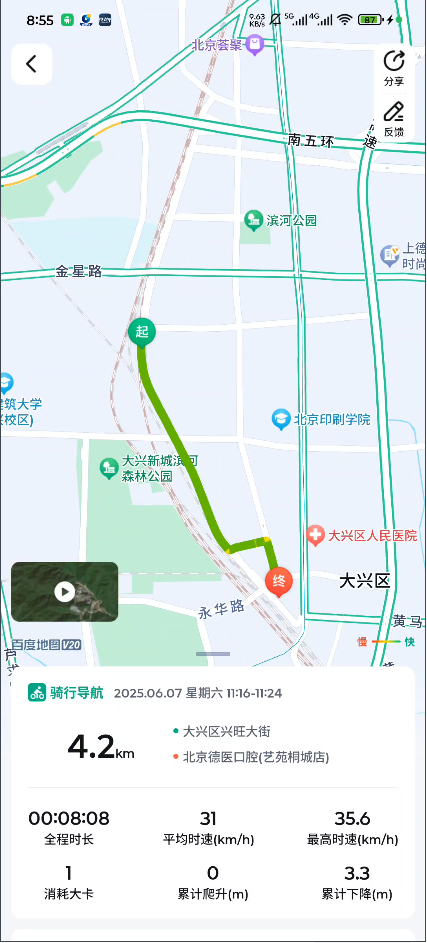 8:55
9.63 KB/s
5G
4G
87
北京荟聚
分享
反馈
南五环
速
滨河公园
上德
时尚
金星路
起
建筑大学
校区)
北京印刷学院
大兴新城滨河
森林公园
大兴区人民医院
终
大兴区
永华路
黄马
百度地图V20
慢
快
骑行导航 2025.06.07 星期六 11:16-11:24
4.2km
大兴区兴旺大街
北京德医口腔(艺苑桐城店)
00:08:08
31
35.6
全程时长
平均时速(km/h)
最高时速(km/h)
1
0
3.3
消耗大卡
累计爬升(m)
累计下降(m)